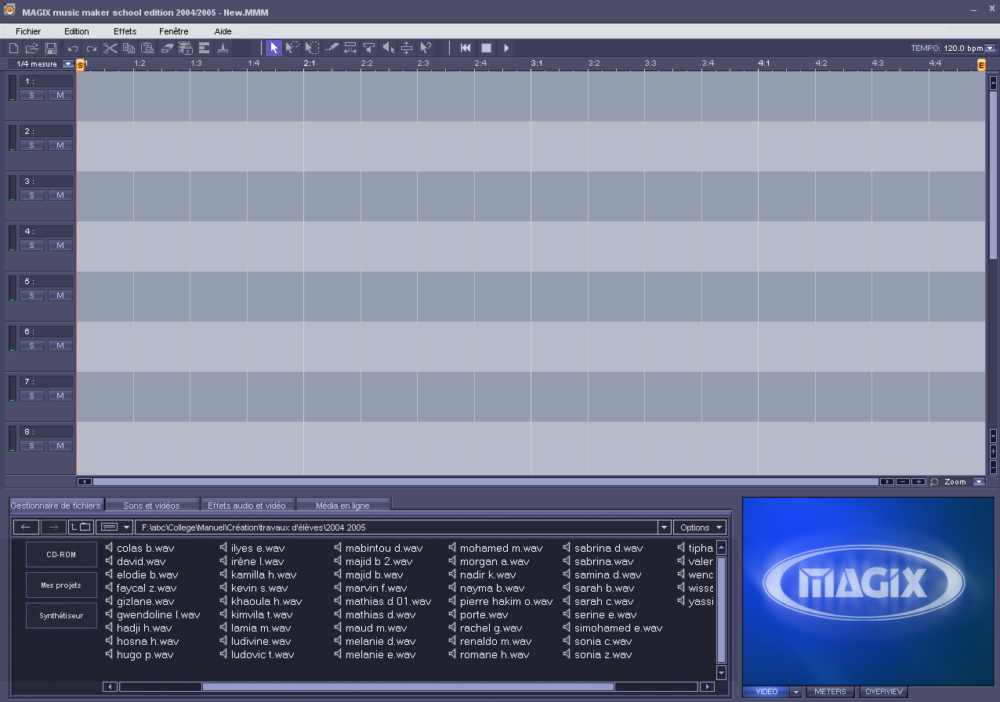 MAGIX music maker school edition 2004/2005 - New.MMM
Fichier Edition Effets Fenêtre Aide
TEMPO: 120.0 bpm
1/4 mesure S 1 1:2 1:3 1:4 2:1 2:2 2:3 2:4 3:1 3:2 3:3 3:4 4:1 4:2 4:3 4:4 E
1 :
S M
2 :
S M
3 :
S M
4 :
S M
5 :
S M
6 :
S M
7 :
S M
8 :
S M
Zoom
Gestionnaire de fichiers Sons et vidéos Effets audio et vidéo Média en ligne
F:\abc\College\Manuel\Création\travaux d'élèves\2004 2005 Options
CD-ROM
Mes projets
Synthétiseur
colas b.wav ilyes e.wav mabintou d.wav mohamed m.wav sabrina d.wav tipha
david.wav irène l.wav majid b 2.wav morgan a.wav sabrina.wav valer
elodie b.wav kamilla h.wav majid b.wav nadir k.wav samina d.wav wenc
faycal z.wav kevin s.wav marvin f.wav nayma b.wav sarah b.wav wisse
gizlane.wav khaoula h.wav mathias d 01.wav pierre hakim o.wav sarah c.wav yassi
gwendoline l.wav kimvila t.wav mathias d.wav porte.wav serine e.wav
hadji h.wav lamia m.wav maud m.wav rachel g.wav simohamed e.wav
hosna h.wav ludivine.wav melanie d.wav renaldo m.wav sonia c.wav
hugo p.wav ludovic t.wav melanie e.wav romane h.wav sonia z.wav
MAGIX
VIDEO METERS OVERVIEW